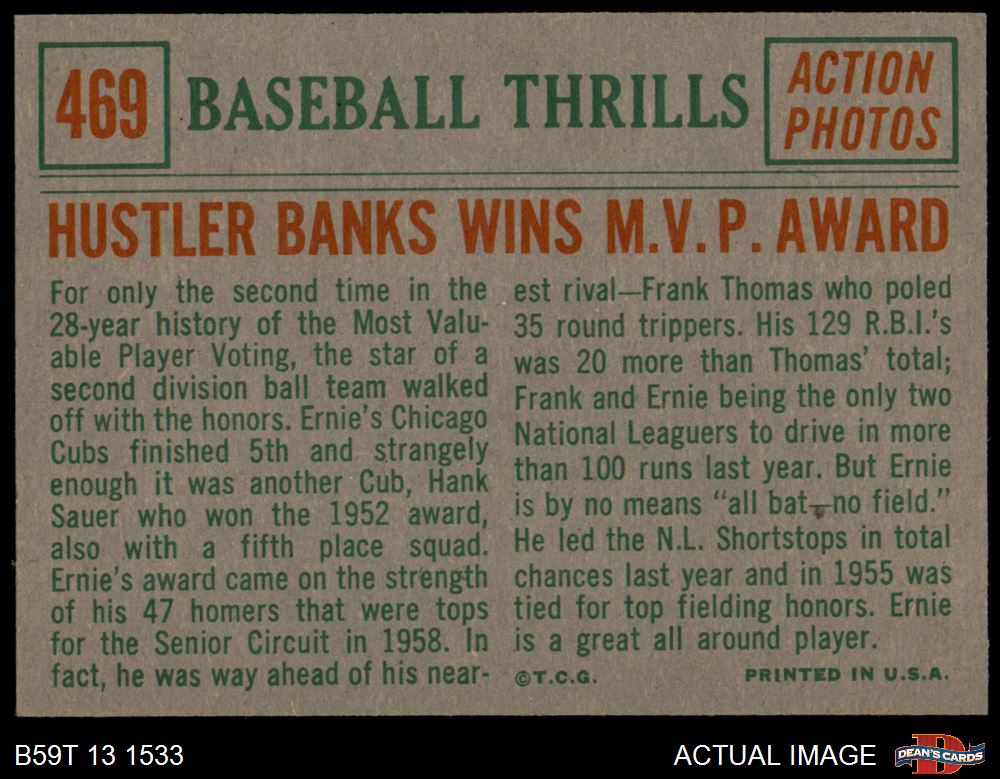 469
BASEBALL THRILLS
ACTION
PHOTOS
HUSTLER BANKS WINS M.V.P. AWARD
For only the second time in the
28-year history of the Most Valu-
able Player Voting, the star of a
second division ball team walked
off with the honors. Ernie's Chicago
Cubs finished 5th and strangely
enough it was another Cub, Hank
Sauer who won the 1952 award,
also with a fifth place squad.
Ernie's award came on the strength
of his 47 homers that were tops
for the Senior Circuit in 1958. In
fact, he was way ahead of his near-
est rival—Frank Thomas who poled
35 round trippers. His 129 R.B.I.'s
was 20 more than Thomas' total;
Frank and Ernie being the only two
National Leaguers to drive in more
than 100 runs last year. But Ernie
is by no means "all bat—no field."
He led the N.L. Shortstops in total
chances last year and in 1955 was
tied for top fielding honors. Ernie
is a great all around player.
©T.C.G.
PRINTED IN U.S.A.
B59T 13 1533
ACTUAL IMAGE
D
DEAN'S CARDS